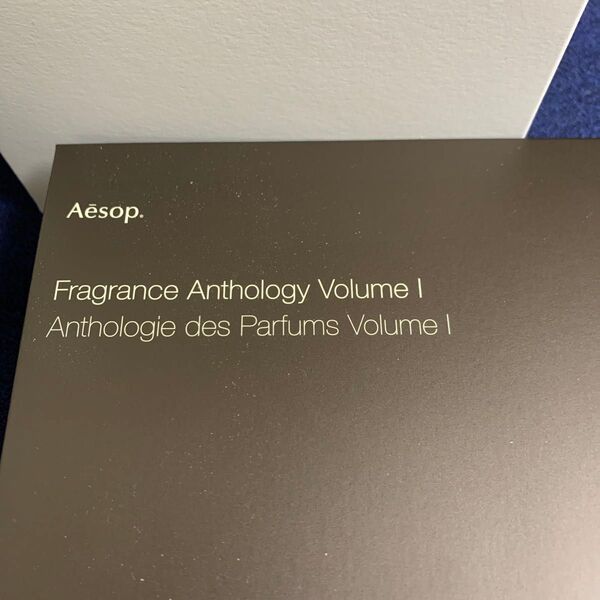 Aēsop.
Fragrance Anthology Volume I
Anthologie des Parfums Volume I